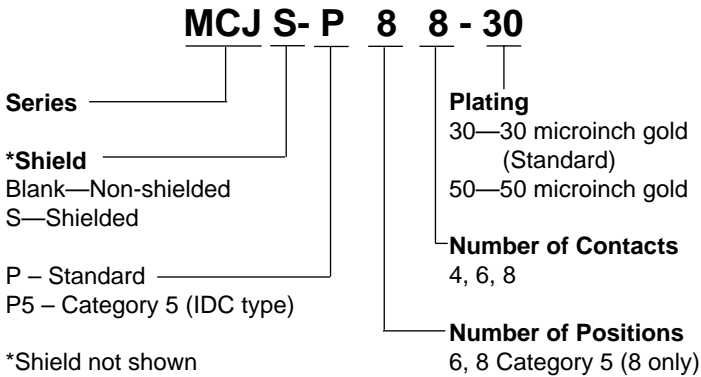 MCJ S- P 8 8 - 30
Series
*Shield
Blank—Non-shielded
S—Shielded
P – Standard
P5 – Category 5 (IDC type)
*Shield not shown
Plating
30—30 microinch gold
(Standard)
50—50 microinch gold
Number of Contacts
4, 6, 8
Number of Positions
6, 8 Category 5 (8 only)